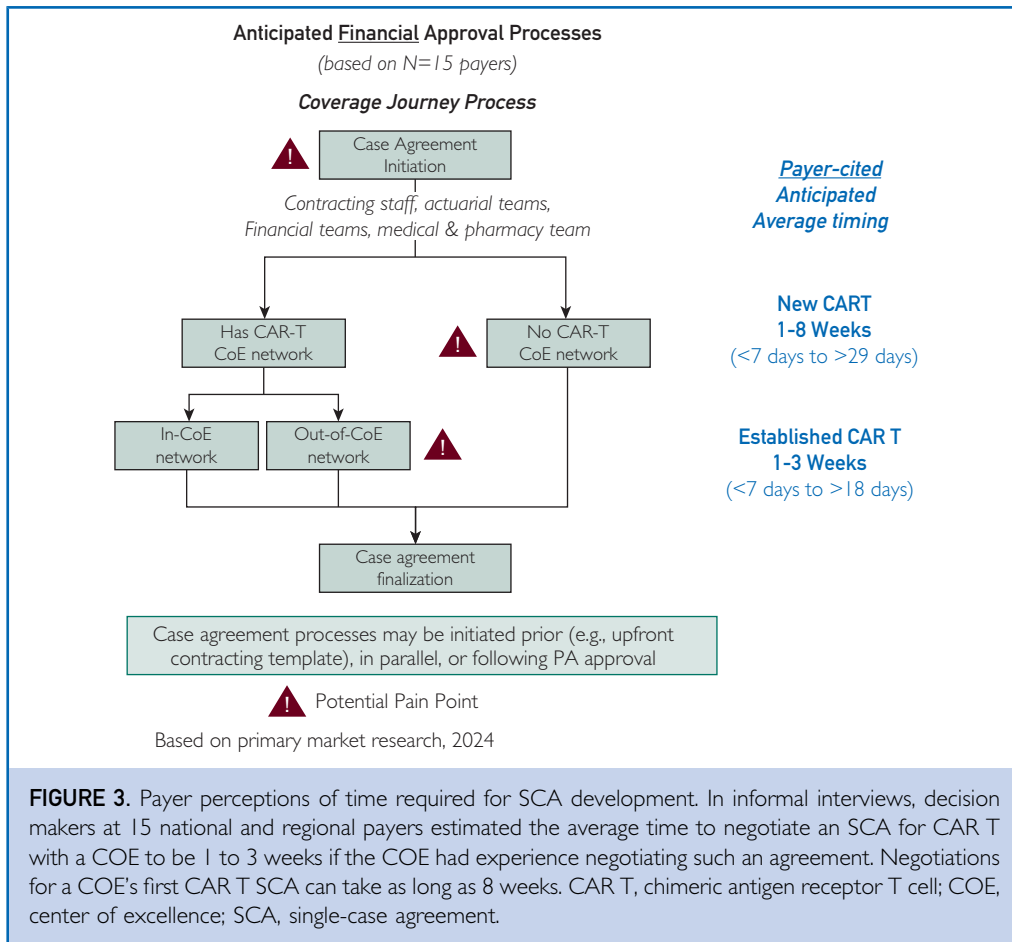 Anticipated Financial Approval Processes
(based on N=15 payers)
Coverage Journey Process
!
Case Agreement
Initiation
Contracting staff, actuarial teams,
Financial teams, medical & pharmacy team
Payer-cited
Anticipated
Average timing
Has CAR-T
CoE network
!
No CAR-T
CoE network
New CART
1-8 Weeks
(<7 days to >29 days)
In-CoE
network
Out-of-CoE
network
!
Established CAR T
1-3 Weeks
(<7 days to >18 days)
Case agreement
finalization
Case agreement processes may be initiated prior (e.g., upfront
contracting template), in parallel, or following PA approval
! Potential Pain Point
Based on primary market research, 2024
FIGURE 3. Payer perceptions of time required for SCA development. In informal interviews, decision
makers at 15 national and regional payers estimated the average time to negotiate an SCA for CAR T
with a COE to be 1 to 3 weeks if the COE had experience negotiating such an agreement. Negotiations
for a COE's first CAR T SCA can take as long as 8 weeks. CAR T, chimeric antigen receptor T cell; COE,
center of excellence; SCA, single-case agreement.